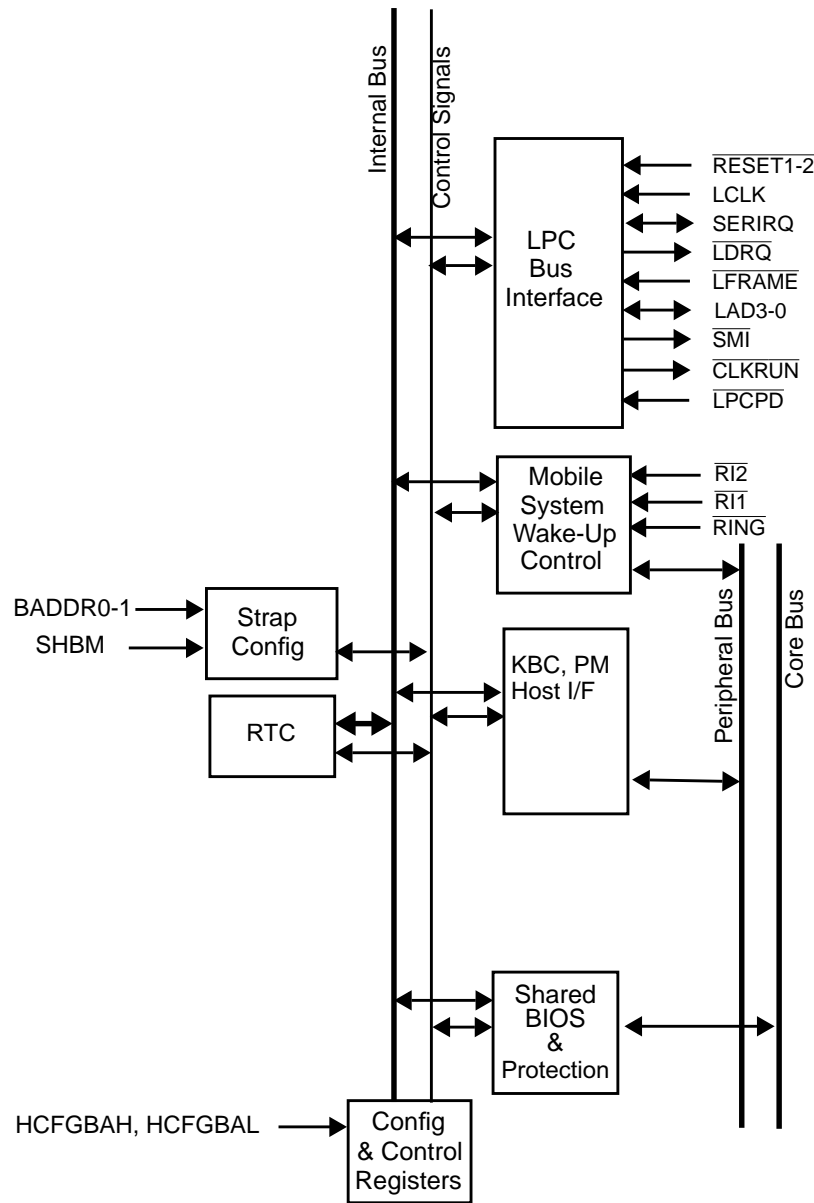 Internal Bus
Control Signals
LPC
Bus
Interface
RESET1-2
LCLK
SERIRQ
LDRQ
LFRAME
LAD3-0
SMI
CLKRUN
LPCPD
Mobile
System
Wake-Up
Control
RI2
RI1
RING
Peripheral Bus
Core Bus
BADDR0-1
SHBM
Strap
Config
KBC, PM
Host I/F
RTC
Shared
BIOS
&
Protection
HCFGBAH, HCFGBAL
Config
& Control
Registers